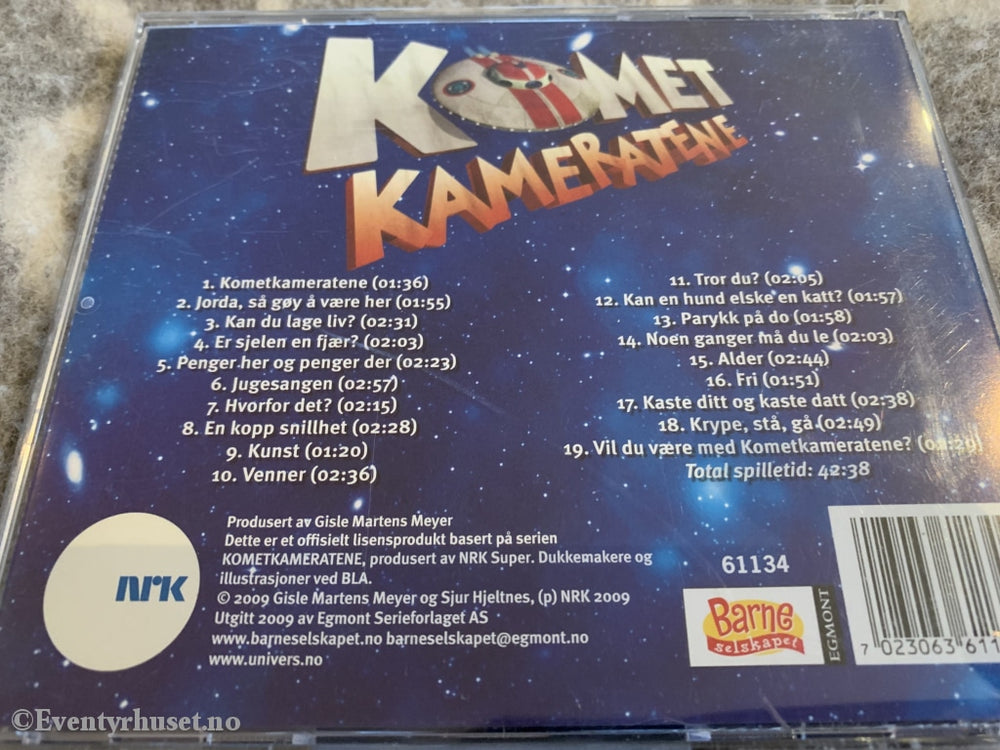 KOMET
KAMERATENE
1. Kometkameratene (01:36)
2. Jorda, så gøy å være her (01:55)
3. Kan du lage liv? (02:31)
4. Er sjelen en fjær? (02:03)
5. Penger her og penger der (02:23)
6. Jugesangen (02:57)
7. Hvorfor det? (02:15)
8. En kopp snillhet (02:28)
9. Kunst (01:20)
10. Venner (02:36)
11. Tror du? (02:05)
12. Kan en hund elske en katt? (01:57)
13. Parykk på do (01:58)
14. Noen ganger må du le (02:03)
15. Alder (02:44)
16. Fri (01:51)
17. Kaste ditt og kaste datt (02:38)
18. Krype, stå, gå (02:49)
19. Vil du være med Kometkameratene?
Total spilletid: 42:38
Produsert av Gisle Martens Meyer
Dette er et offisielt lisensprodukt basert på serien
KOMETKAMERATENE, produsert av NRK Super. Dukkemakere og
illustrasjoner ved BLA.
© 2009 Gisle Martens Meyer og Sjur Hjeltnes, (p) NRK 2009
Utgitt 2009 av Egmont Serieforlaget AS
www.barneselskapet.no barneselskapet@egmont.no
www.univers.no
NRK
61134
Barne
selskapet
EGMONT
7 023063 611
©Eventyrhuset.no